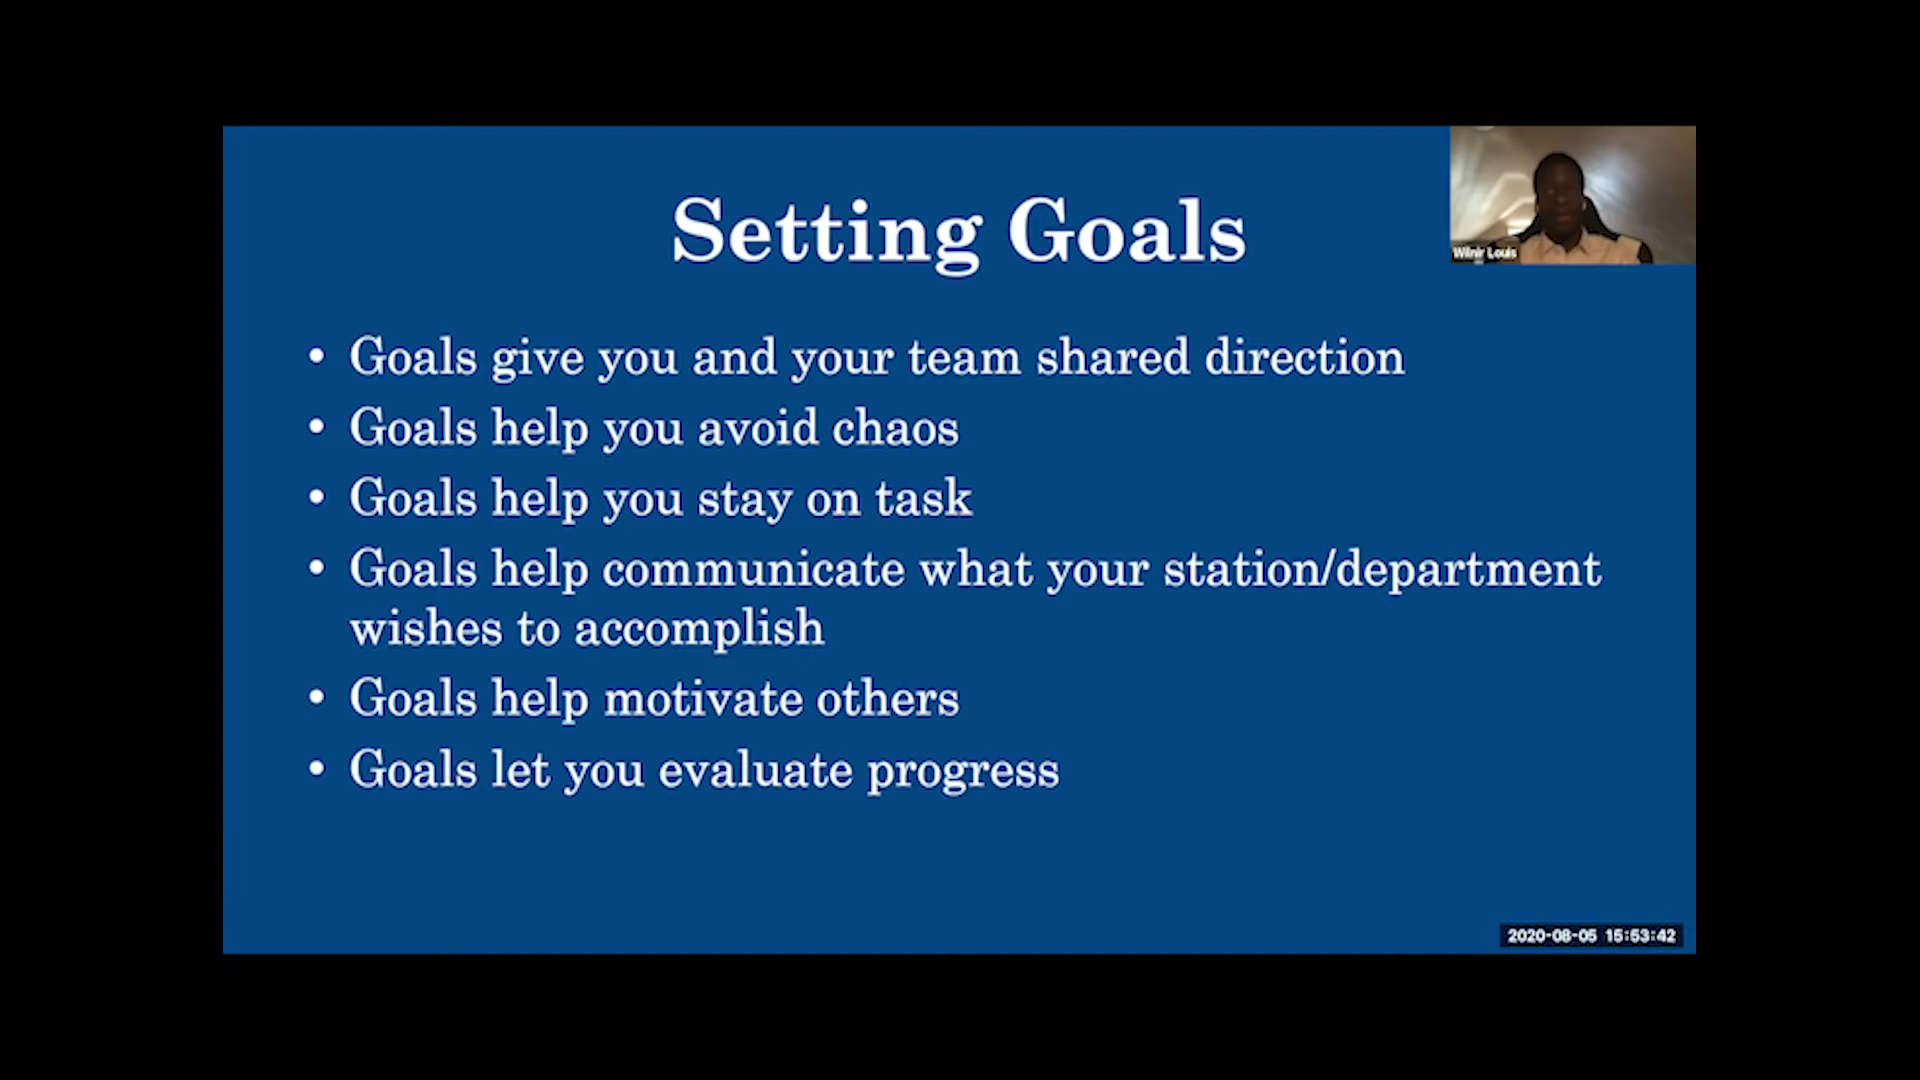 Setting Goals
Wilnir Louis
• Goals give you and your team shared direction
• Goals help you avoid chaos
• Goals help you stay on task
• Goals help communicate what your station/department
wishes to accomplish
• Goals help motivate others
• Goals let you evaluate progress
2020-08-05 15:53:42